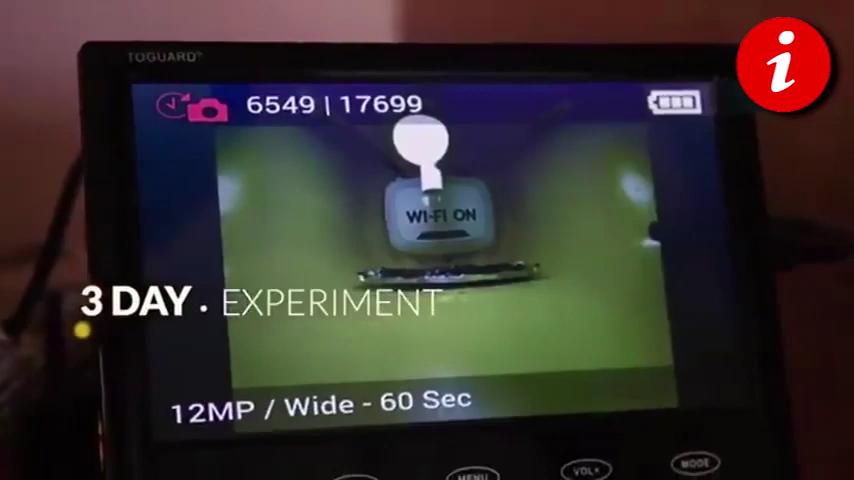 TOGUARD
6549 | 17699
WI-FI ON
3 DAY . EXPERIMENT
12MP / Wide - 60 Sec
MENU
VOL+
MODE
i